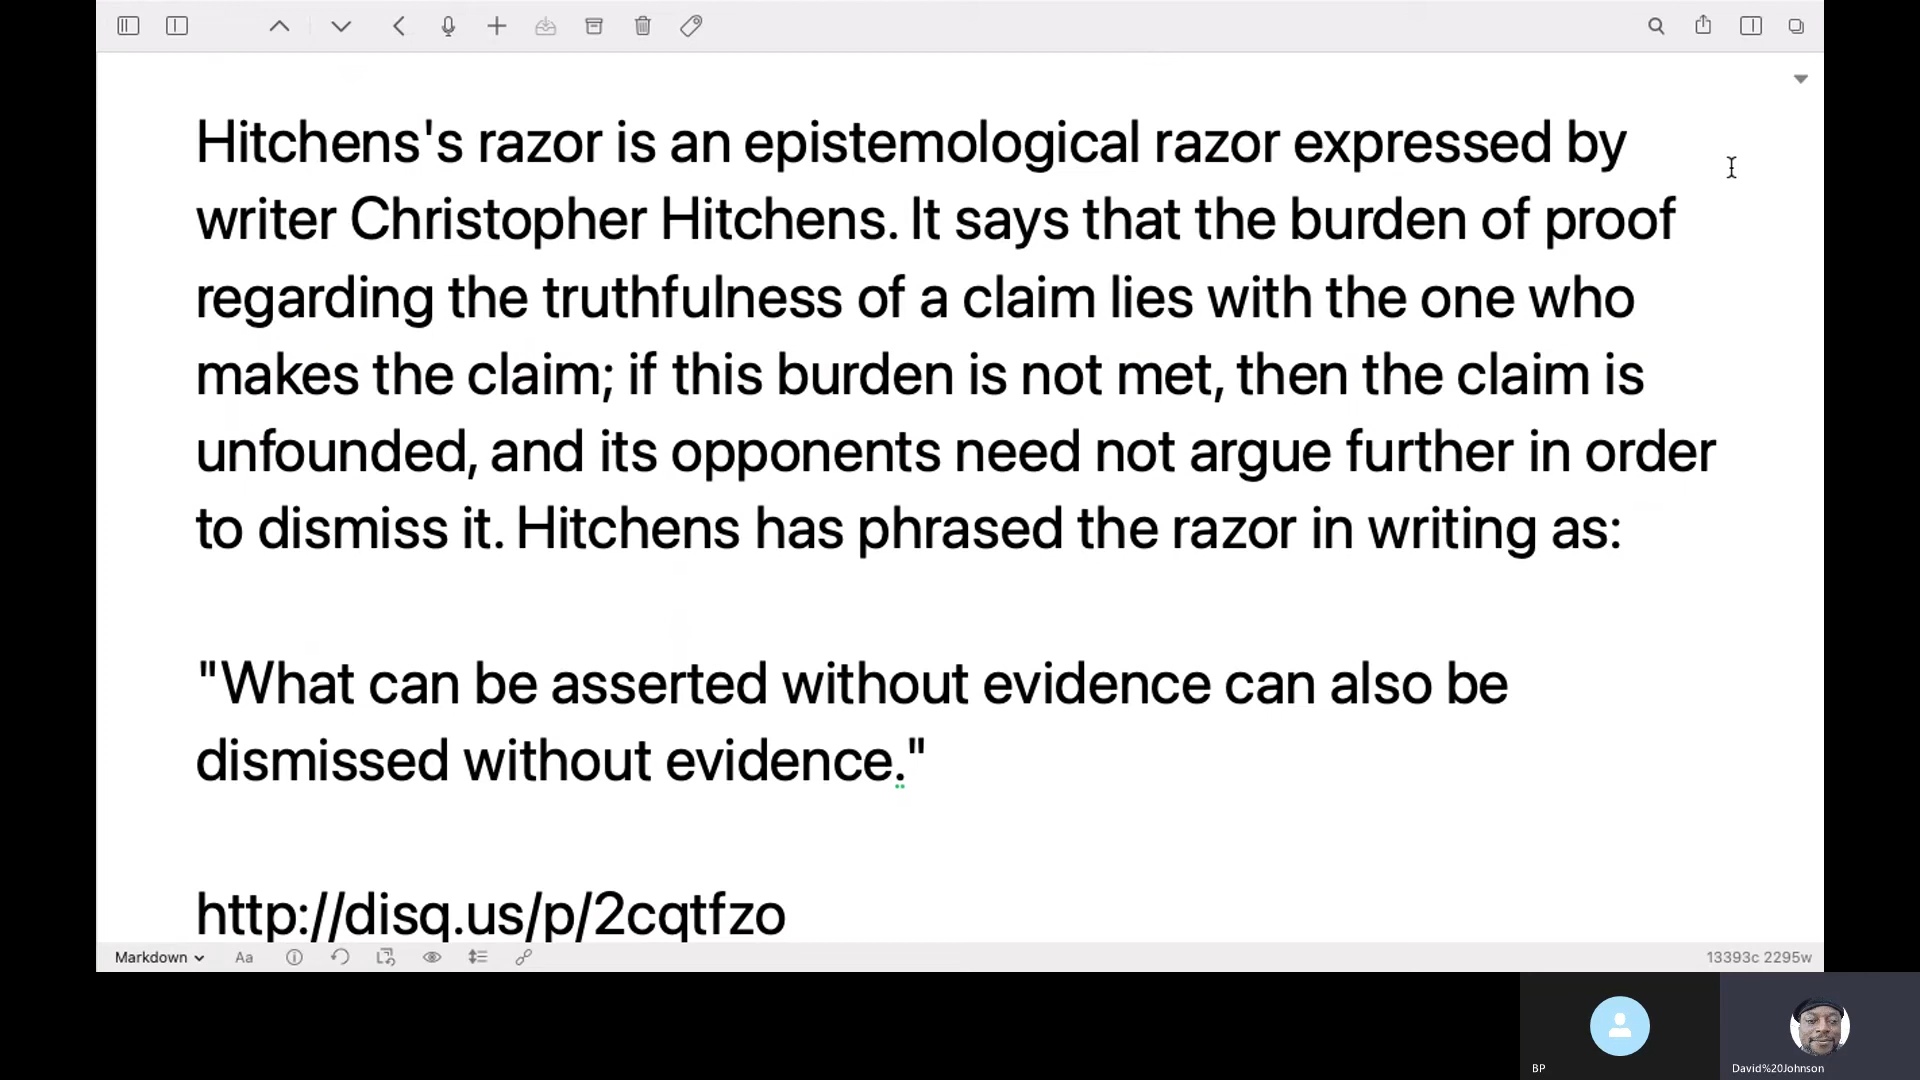 Hitchens's razor is an epistemological razor expressed by
writer Christopher Hitchens. It says that the burden of proof
regarding the truthfulness of a claim lies with the one who
makes the claim; if this burden is not met, then the claim is
unfounded, and its opponents need not argue further in order
to dismiss it. Hitchens has phrased the razor in writing as:
"What can be asserted without evidence can also be
dismissed without evidence."
http://disq.us/p/2cqtfzo
Markdown Aa 13393c 2295w
BP David%20Johnson